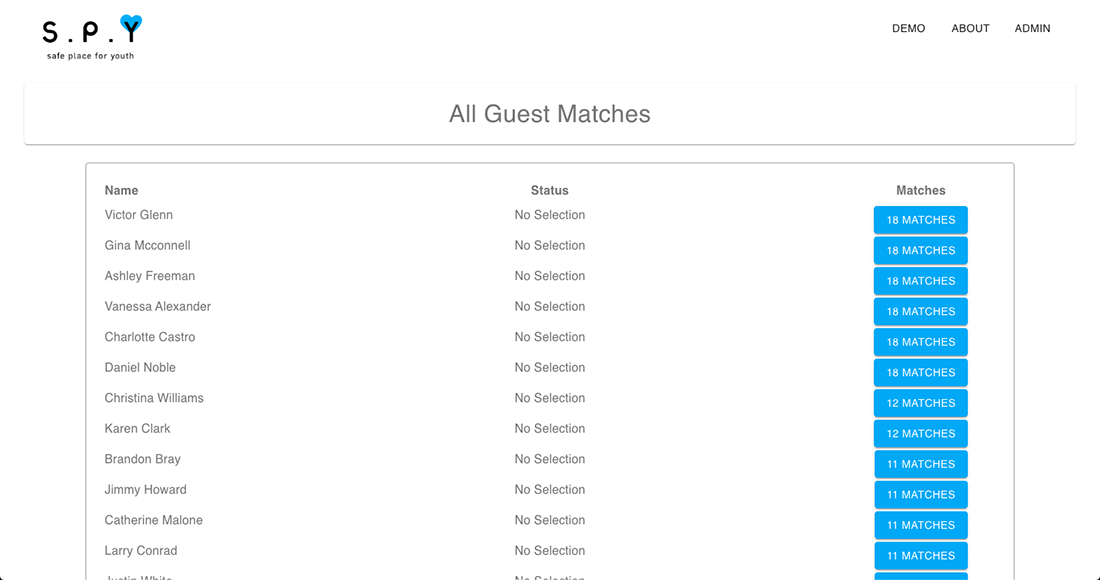 S.P.Y
safe place for youth
DEMO ABOUT ADMIN
All Guest Matches
Name Status Matches
Victor Glenn No Selection 18 MATCHES
Gina Mcconnell No Selection 18 MATCHES
Ashley Freeman No Selection 18 MATCHES
Vanessa Alexander No Selection 18 MATCHES
Charlotte Castro No Selection 18 MATCHES
Daniel Noble No Selection 18 MATCHES
Christina Williams No Selection 12 MATCHES
Karen Clark No Selection 12 MATCHES
Brandon Bray No Selection 11 MATCHES
Jimmy Howard No Selection 11 MATCHES
Catherine Malone No Selection 11 MATCHES
Larry Conrad No Selection 11 MATCHES
Justin White No Selection